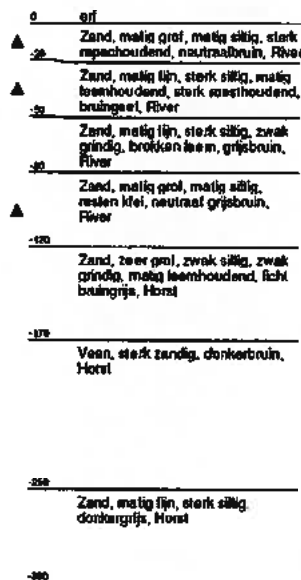 0 erf
Zand, matig grof, matig siltig, sterk
, neutraalbruin, River
Zand, matig fijn, sterk siltig, matig
leemhoudend, sterk roesthoudend,
bruingeel, River
-50
Zand, matig fijn, sterk siltig, zwak
grindig, brokken leem, grijsbruin,
River
-80
Zand, matig grof, matig siltig,
resten klei, neutraal grijsbruin,
River
-120
Zand, zeer grof, zwak siltig, zwak
grindig, matig leemhoudend, licht
bruingrijs, Horst
-170
Veen, sterk zandig, donkerbruin,
Horst
-250
Zand, matig fijn, sterk siltig,
donkergrijs, Horst
-300